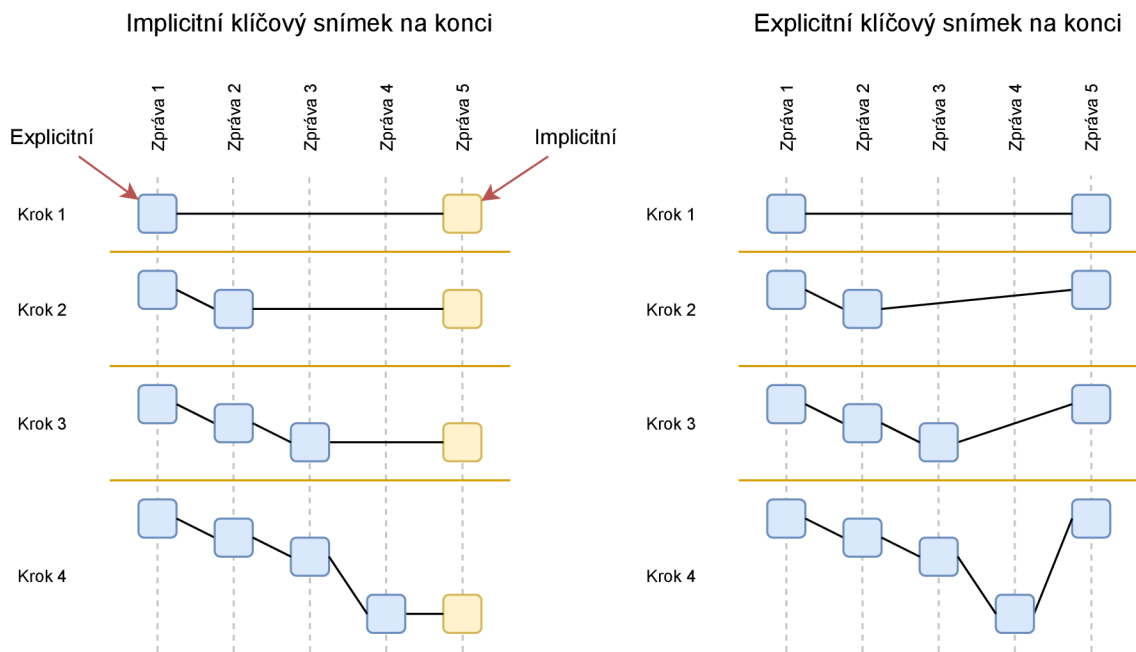 Implicitní klíčový snímek na konci
Zpráva 1
Zpráva 2
Zpráva 3
Zpráva 4
Zpráva 5
Explicitní
Implicitní
Krok 1
Krok 2
Krok 3
Krok 4
Explicitní klíčový snímek na konci
Zpráva 1
Zpráva 2
Zpráva 3
Zpráva 4
Zpráva 5
Krok 1
Krok 2
Krok 3
Krok 4